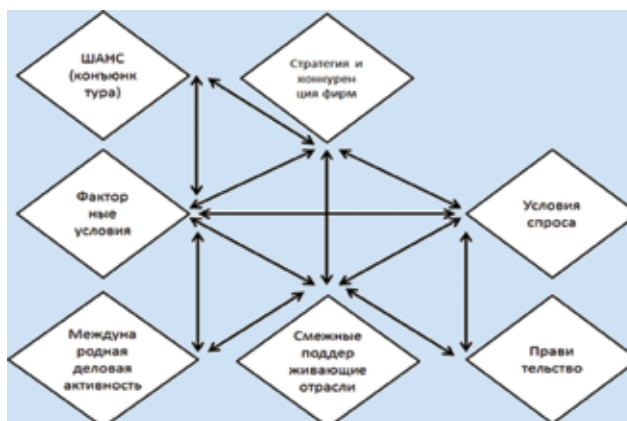 ШАНС
(конъюнк
тура)
Стратегия и
конкурен
ция фирм
Фактор
ные
условия
Условия
спроса
Междуна
родная
деловая
активность
Смежные
поддер
живающие
отрасли
Прави
тельство